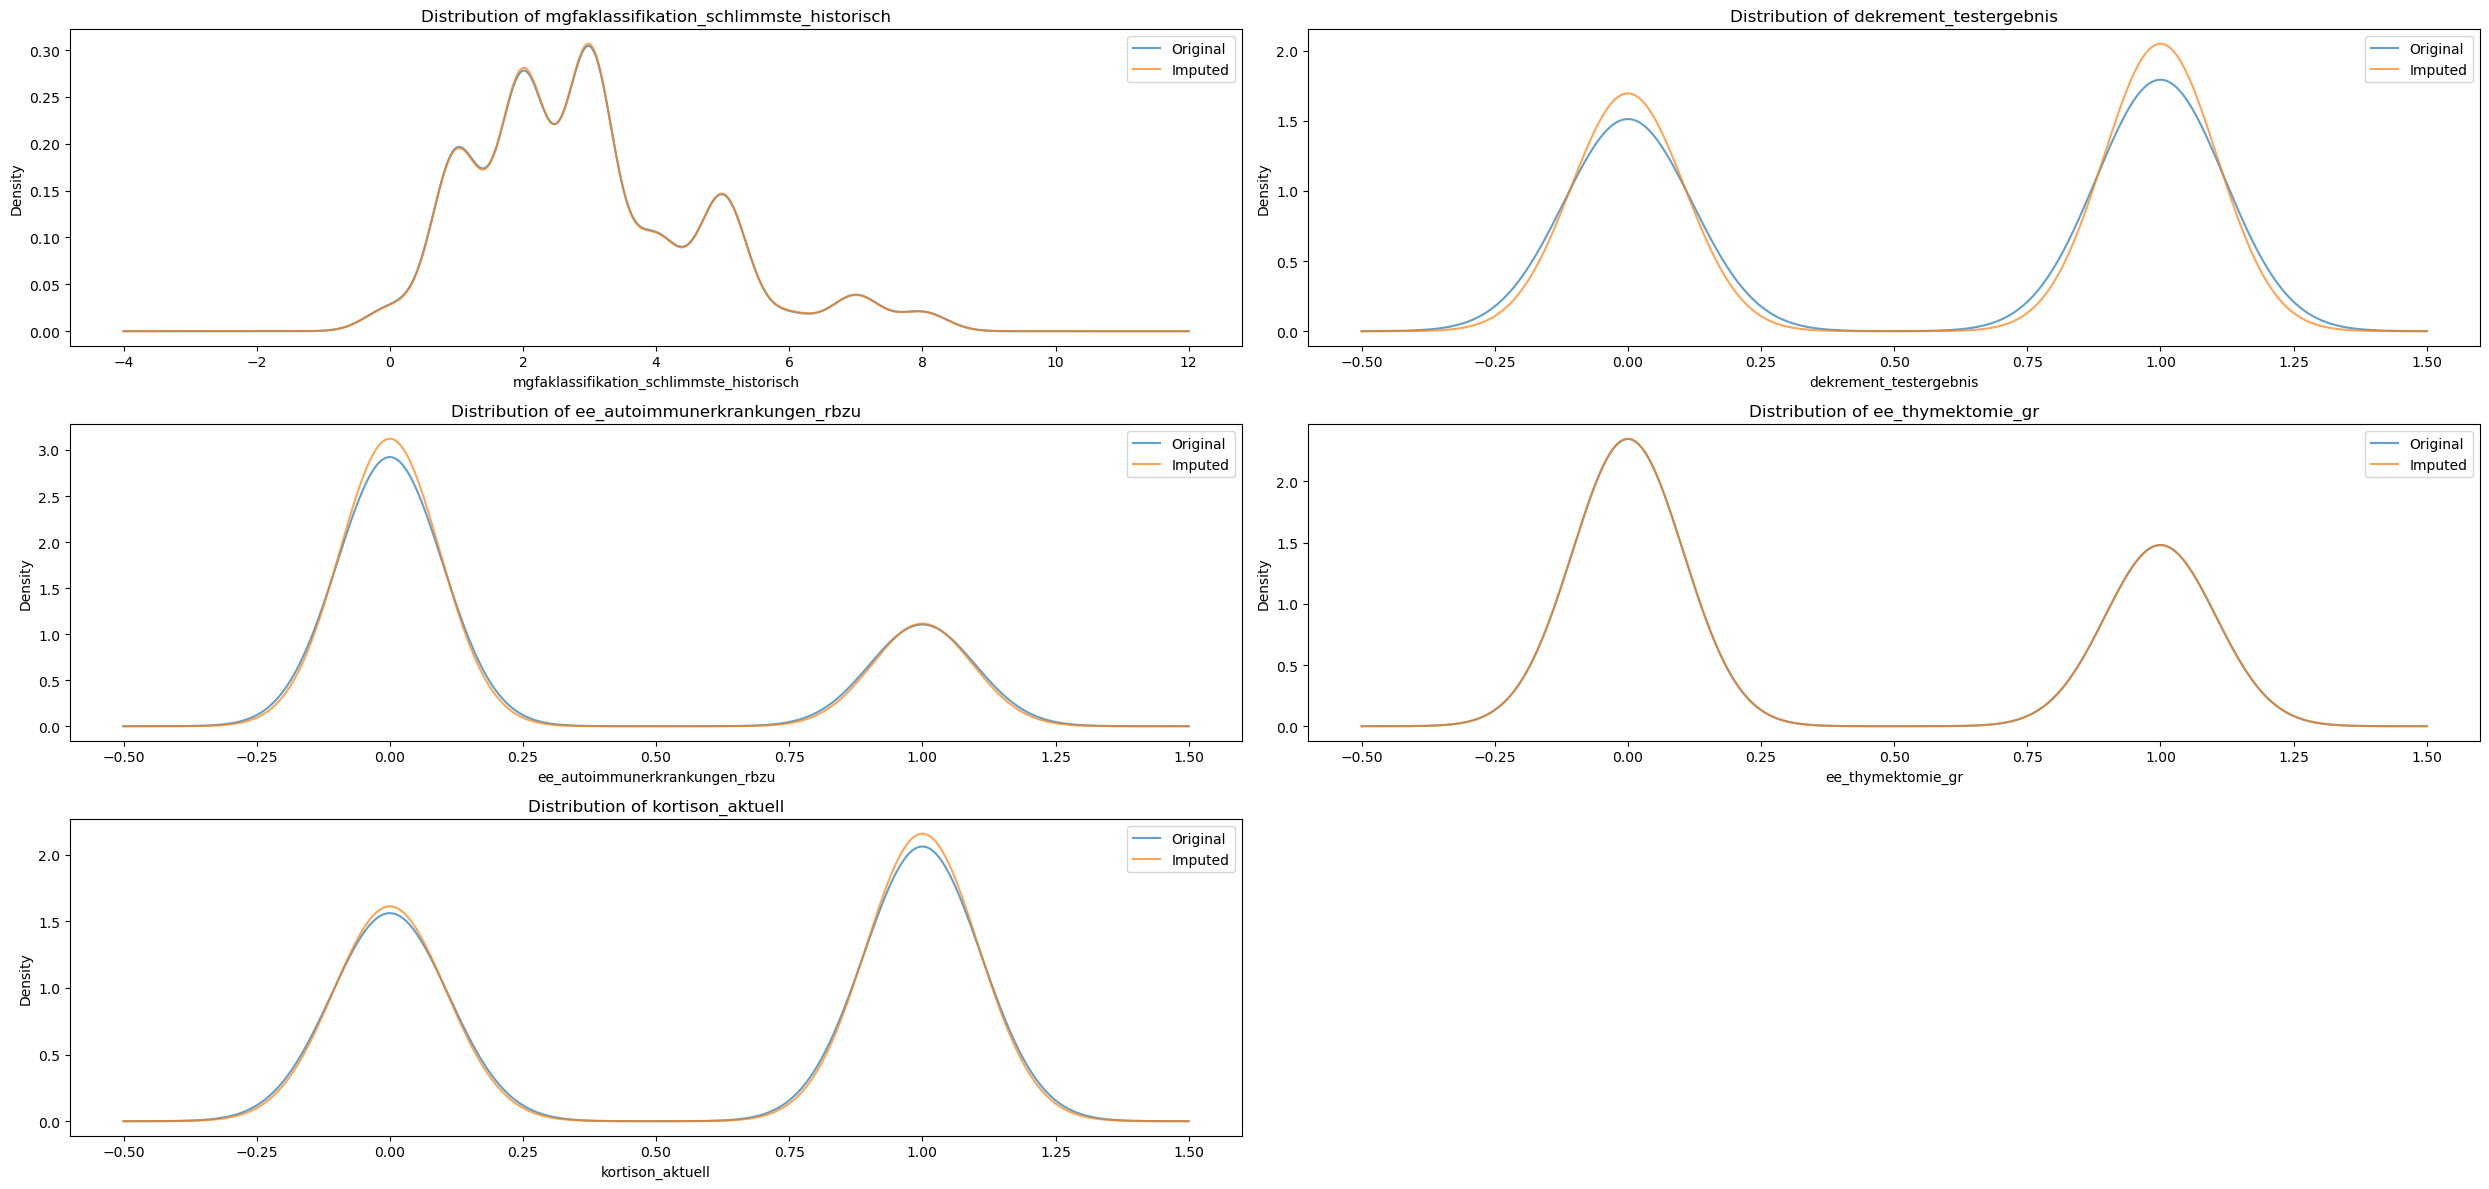 Distribution of mgfaklassifikation_schlimmste_historisch
Original
Imputed
0.30
0.25
0.20
0.15
0.10
0.05
0.00
Density
−4 −2 0 2 4 6 8 10 12
mgfaklassifikation_schlimmste_historisch
Distribution of dekrement_testergebnis
Original
Imputed
2.0
1.5
1.0
0.5
0.0
Density
−0.50 −0.25 0.00 0.25 0.50 0.75 1.00 1.25 1.50
dekrement_testergebnis
Distribution of ee_autoimmunerkrankungen_rbzu
Original
Imputed
3.0
2.5
2.0
1.5
1.0
0.5
0.0
Density
−0.50 −0.25 0.00 0.25 0.50 0.75 1.00 1.25 1.50
ee_autoimmunerkrankungen_rbzu
Distribution of ee_thymektomie_gr
Original
Imputed
2.0
1.5
1.0
0.5
0.0
Density
−0.50 −0.25 0.00 0.25 0.50 0.75 1.00 1.25 1.50
ee_thymektomie_gr
Distribution of kortison_aktuell
Original
Imputed
2.0
1.5
1.0
0.5
0.0
Density
−0.50 −0.25 0.00 0.25 0.50 0.75 1.00 1.25 1.50
kortison_aktuell